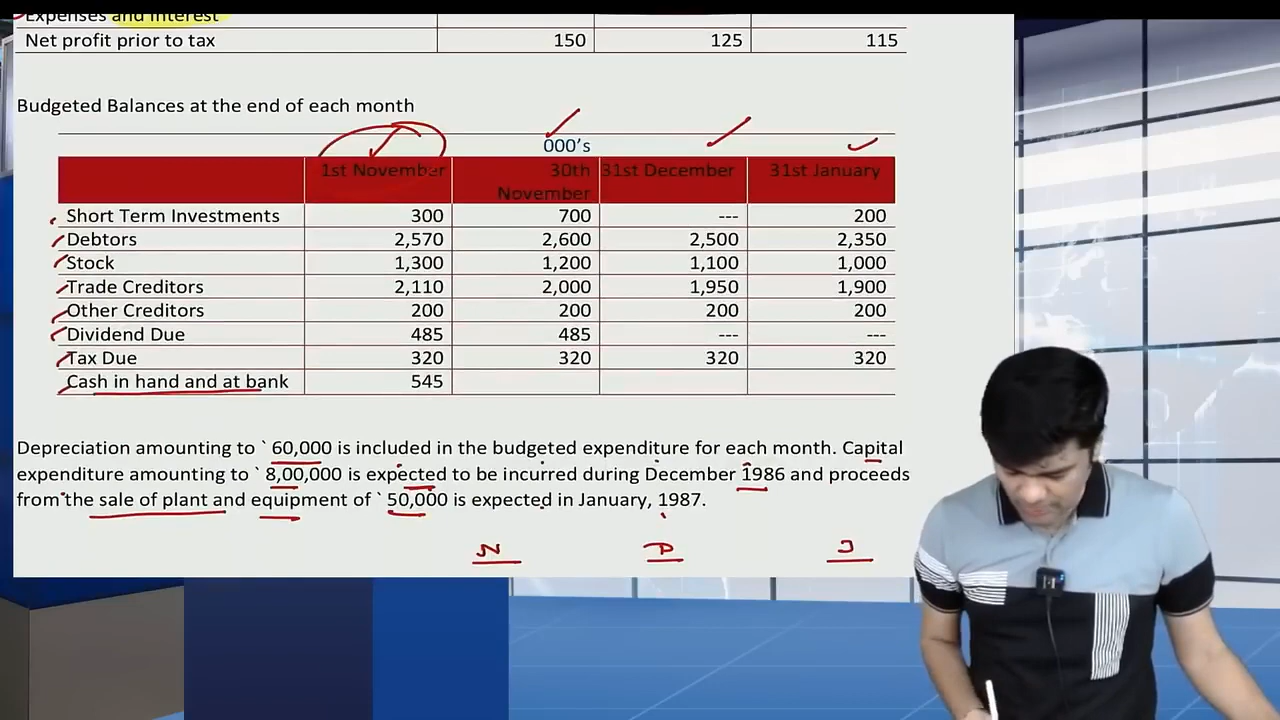 Expenses and Interest
Net profit prior to tax 150 125 115
Budgeted Balances at the end of each month
000's
1st November 30th November 31st December 31st January
Short Term Investments 300 700 --- 200
Debtors 2,570 2,600 2,500 2,350
Stock 1,300 1,200 1,100 1,000
Trade Creditors 2,110 2,000 1,950 1,900
Other Creditors 200 200 200 200
Dividend Due 485 485 --- ---
Tax Due 320 320 320 320
Cash in hand and at bank 545
Depreciation amounting to ` 60,000 is included in the budgeted expenditure for each month. Capital
expenditure amounting to ` 8,00,000 is expected to be incurred during December 1986 and proceeds
from the sale of plant and equipment of ` 50,000 is expected in January, 1987.
N D J